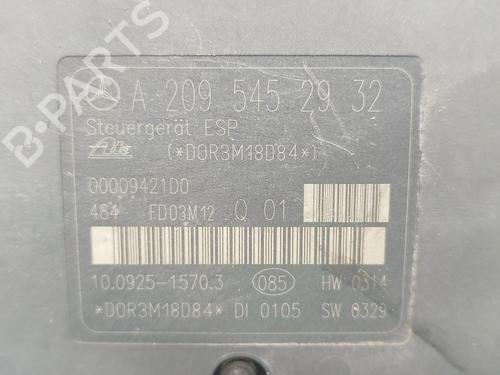 B-PARTS
A 209 545 29 32
Steuergerät ESP
Ate (*DOR3M18D84*)
00009421D0
484 FD03M12 Q 01
10.0925-1570.3 085 HW 0314
*DOR3M18D84* DI 0105 SW 0329